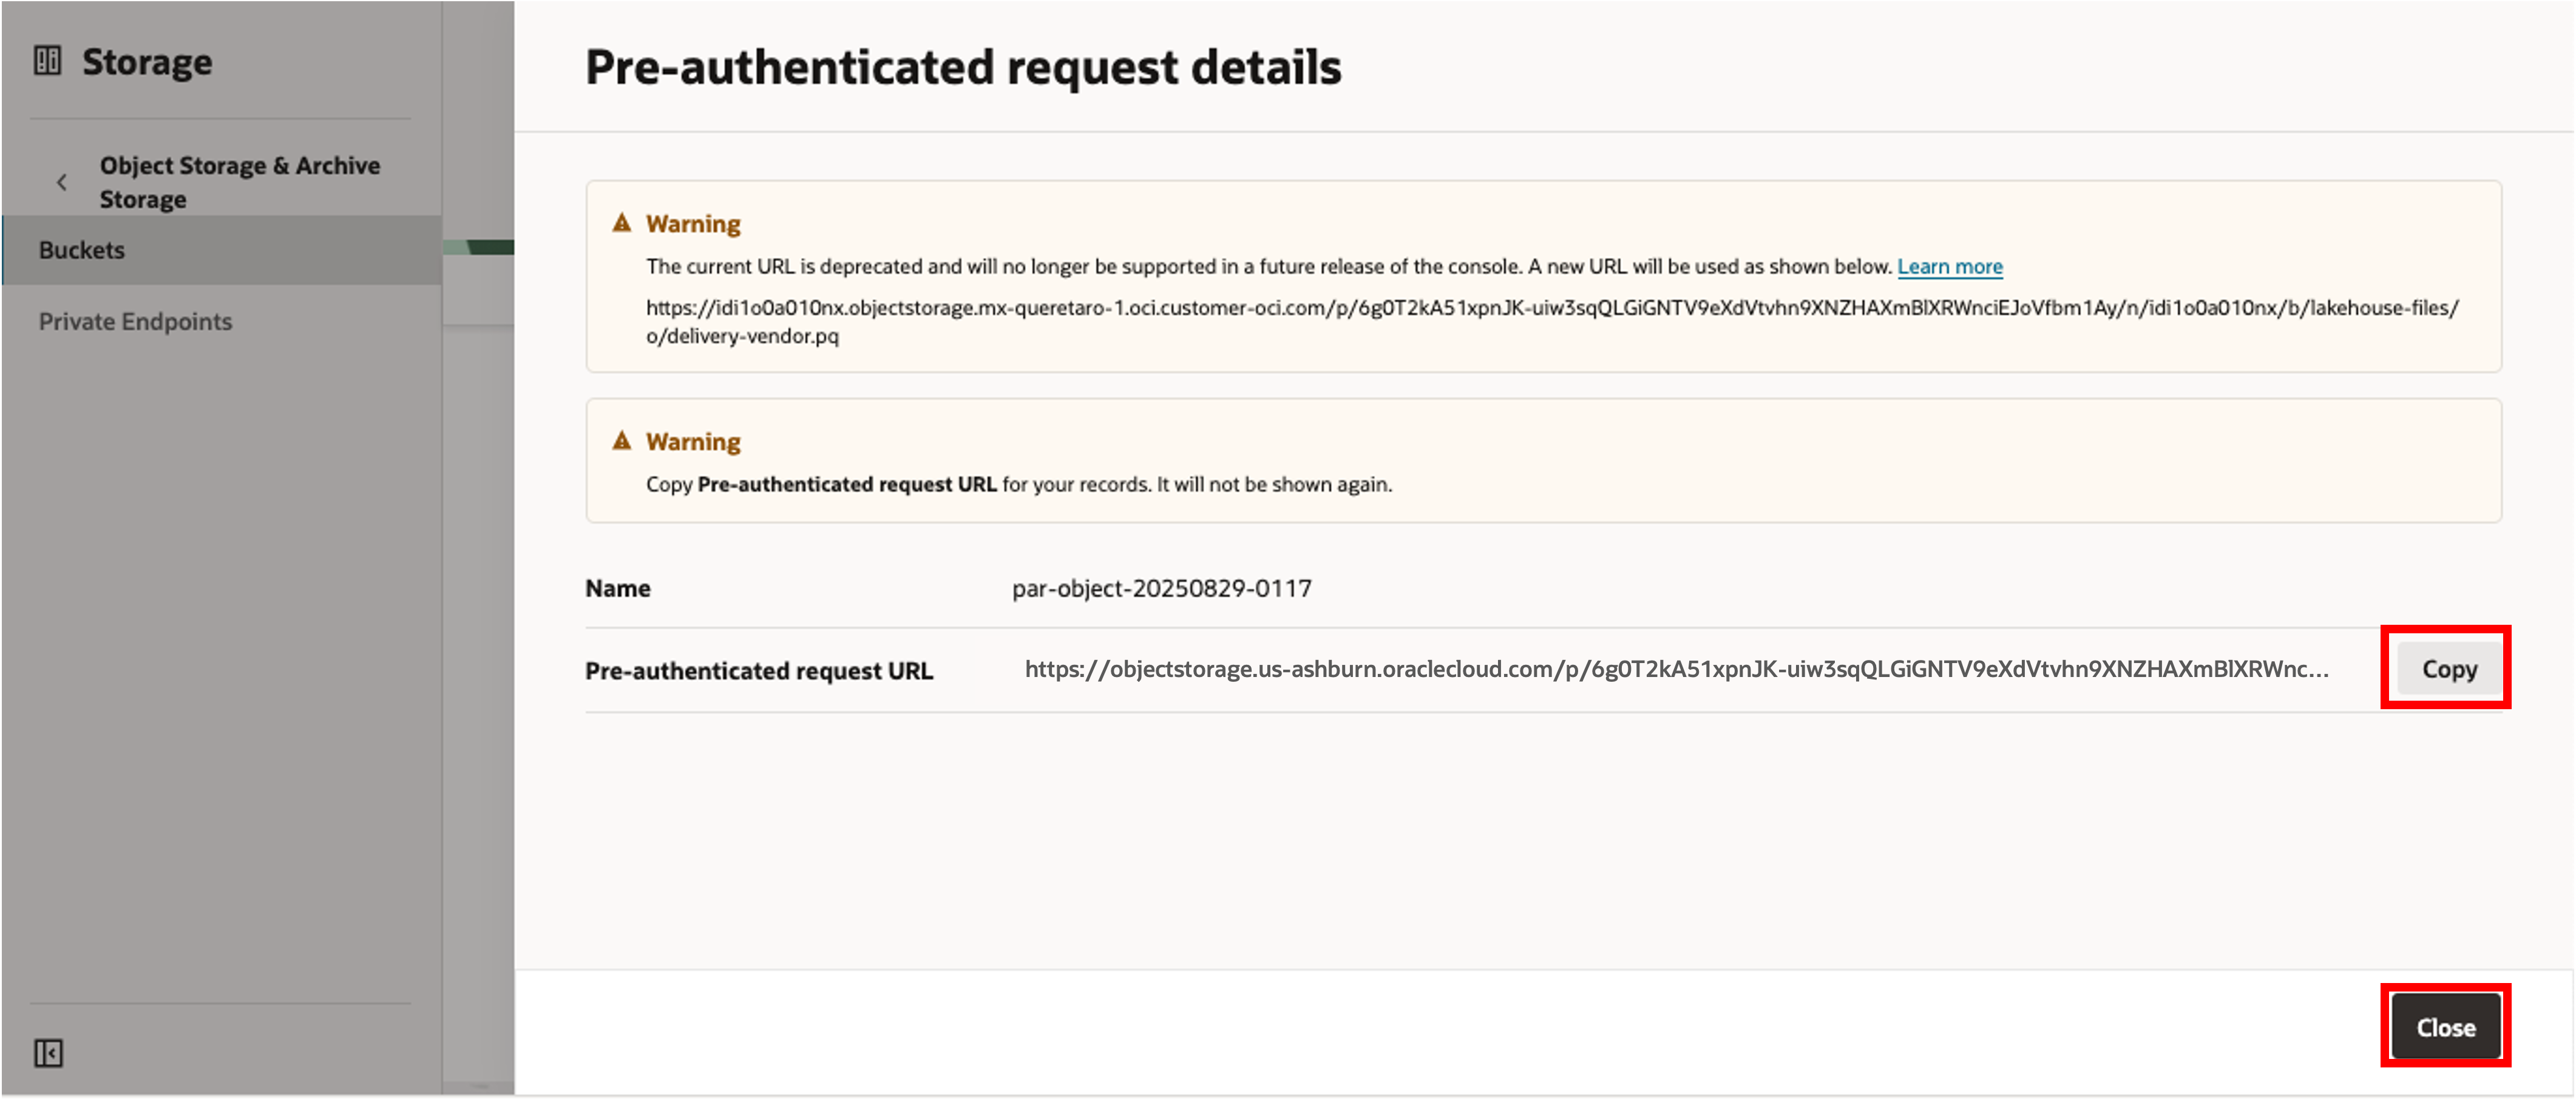 Storage
Object Storage & Archive
Storage
Buckets
Private Endpoints
Pre-authenticated request details
Warning
The current URL is deprecated and will no longer be supported in a future release of the console. A new URL will be used as shown below. Learn more
https://idi1o0a010nx.objectstorage.mx-queretaro-1.oci.customer-oci.com/p/6g0T2kA51xpnJK-uiw3sqQLGiGNTV9eXdVtvhn9XNZHAXmBlXRWnciEJoVfbm1Ay/n/idi1o0a010nx/b/lakehouse-files/
o/delivery-vendor.pq
Warning
Copy Pre-authenticated request URL for your records. It will not be shown again.
Name par-object-20250829-0117
Pre-authenticated request URL https://objectstorage.us-ashburn.oraclecloud.com/p/6g0T2kA51xpnJK-uiw3sqQLGiGNTV9eXdVtvhn9XNZHAXmBlXRWnc... Copy
Close